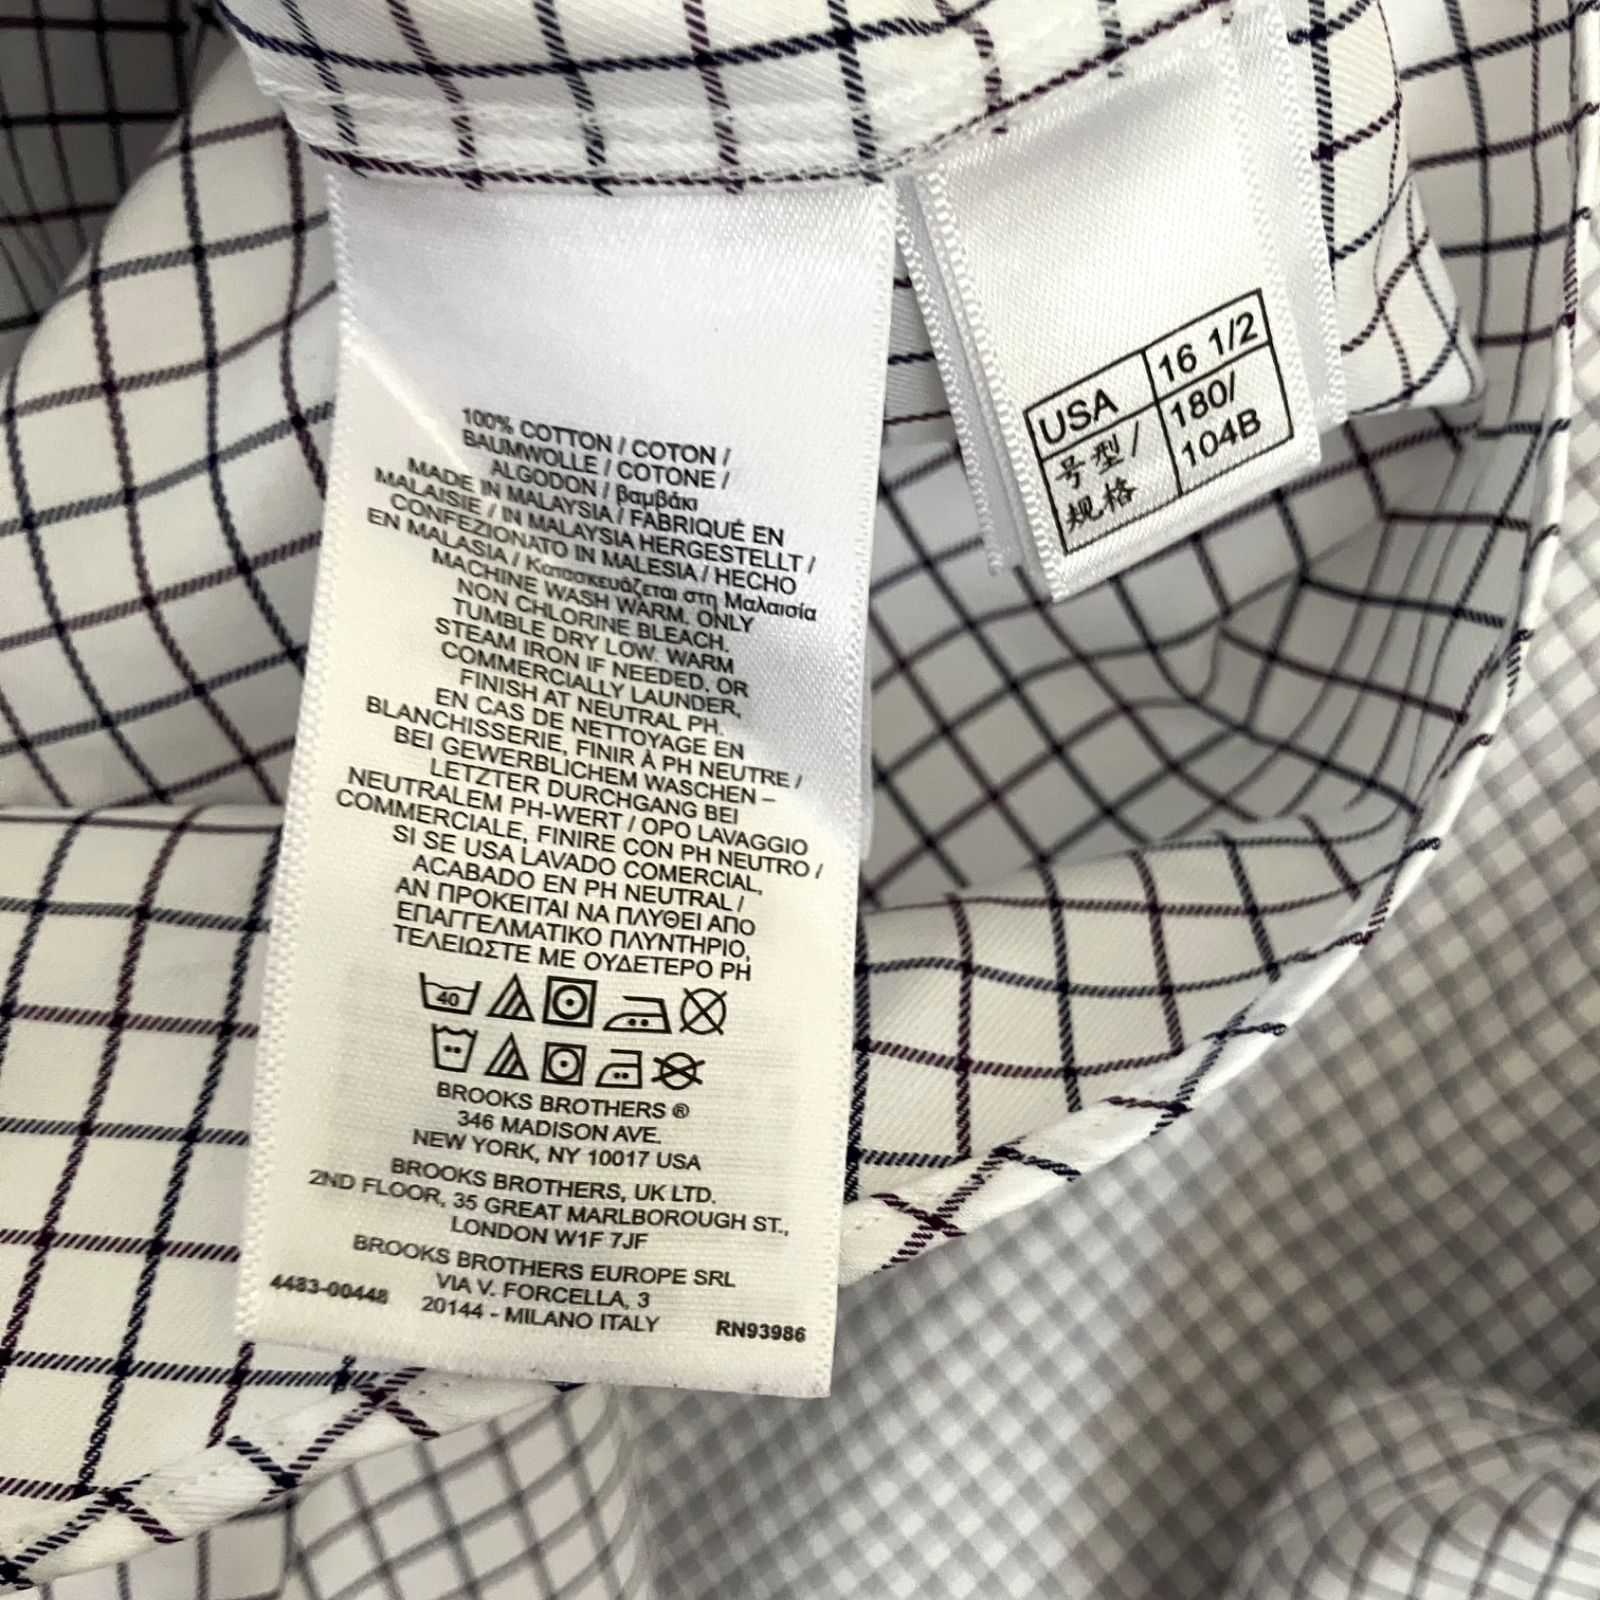 100% COTTON / COTON /
BAUMWOLLE / COTONE /
ALGODON / βαμβάκι
MADE IN MALAYSIA / FABRIQUÉ EN
MALAISIE / IN MALAYSIA HERGESTELLT /
CONFEZIONATO IN MALESIA / HECHO
EN MALASIA / Κατασκευάζεται στη Μαλαισία
MACHINE WASH WARM. ONLY
NON CHLORINE BLEACH.
TUMBLE DRY LOW. WARM
STEAM IRON IF NEEDED. OR
COMMERCIALLY LAUNDER,
FINISH AT NEUTRAL PH.
EN CAS DE NETTOYAGE EN
BLANCHISSERIE, FINIR À PH NEUTRE /
BEI GEWERBLICHEM WASCHEN –
LETZTER DURCHGANG BEI
NEUTRALEM PH-WERT / OPO LAVAGGIO
COMMERCIALE, FINIRE CON PH NEUTRO /
SI SE USA LAVADO COMERCIAL,
ACABADO EN PH NEUTRAL /
ΑΝ ΠΡΟΚΕΙΤΑΙ ΝΑ ΠΛΥΘΕΙ ΑΠΟ
ΕΠΑΓΓΕΛΜΑΤΙΚΟ ΠΛΥΝΤΗΡΙΟ,
ΤΕΛΕΙΩΣΤΕ ΜΕ ΟΥΔΕΤΕΡΟ PH
40
BROOKS BROTHERS ®
346 MADISON AVE.
NEW YORK, NY 10017 USA
BROOKS BROTHERS, UK LTD.
2ND FLOOR, 35 GREAT MARLBOROUGH ST.,
LONDON W1F 7JF
BROOKS BROTHERS EUROPE SRL
VIA V. FORCELLA, 3
4483-00448 20144 - MILANO ITALY RN93986
USA 16 1/2
号型/ 180/
规格 104B